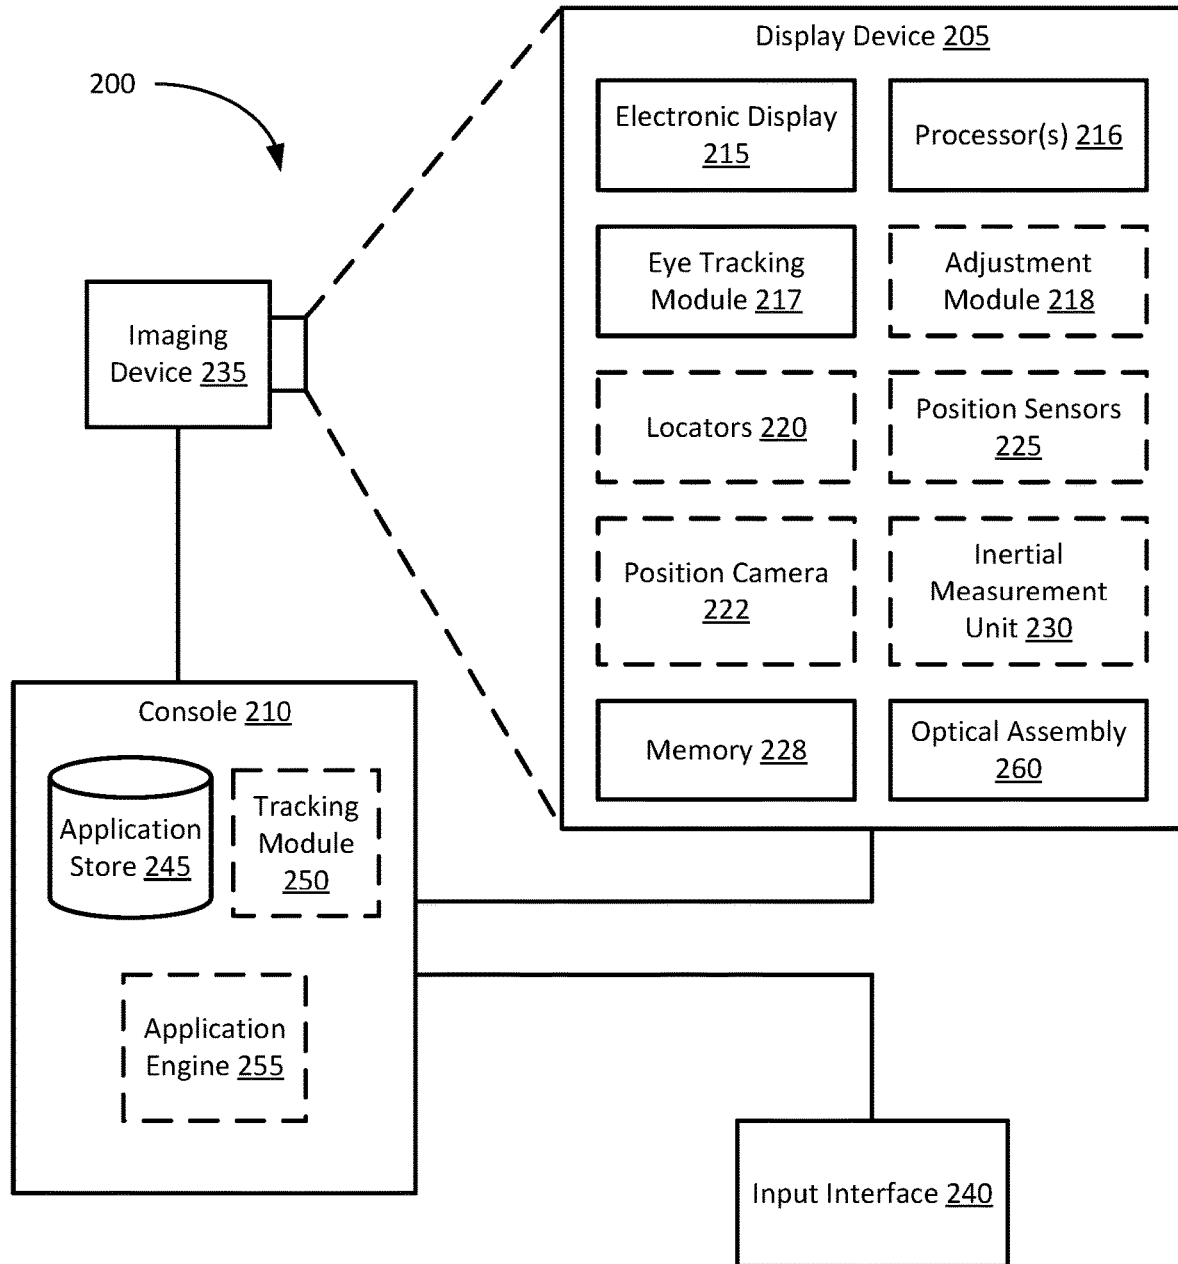 Display Device 205
200
Electronic Display
215
Processor(s) 216
Eye Tracking
Module 217
Adjustment
Module 218
Imaging
Device 235
Locators 220
Position Sensors
225
Position Camera
222
Inertial
Measurement
Unit 230
Memory 228
Optical Assembly
260
Console 210
Application
Store 245
Tracking
Module
250
Application
Engine 255
Input Interface 240